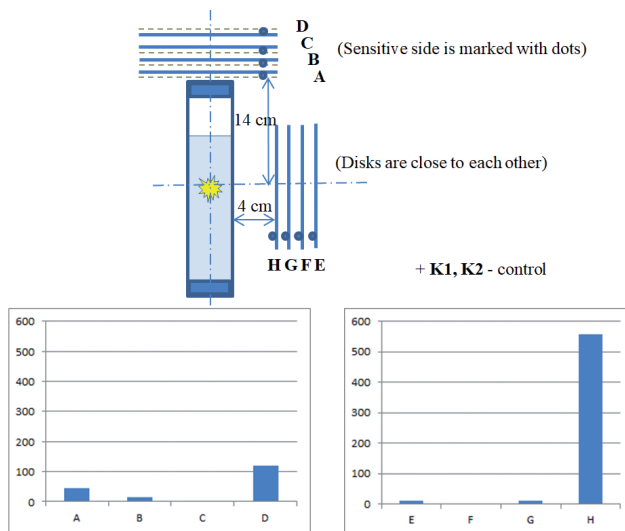 D
C
(Sensitive side is marked with dots)
B
A
14 cm
(Disks are close to each other)
4 cm
H G F E
+ K1, K2 - control
600
500
400
300
200
100
0
A B C D
600
500
400
300
200
100
0
E F G H